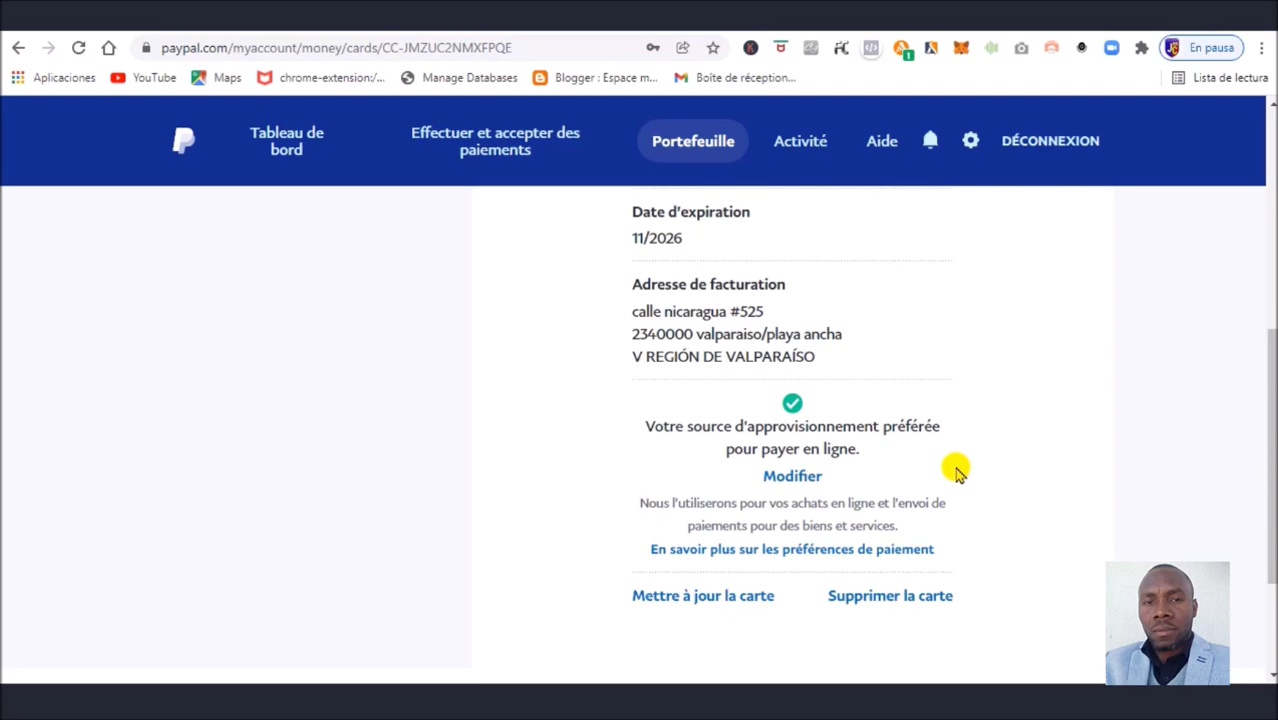 paypal.com/myaccount/money/cards/CC-JMZUC2NMXFPQE
1
En pausa
Aplicaciones
YouTube
Maps
chrome-extension:/...
Manage Databases
Blogger : Espace m...
Boîte de réception...
Lista de lectura
Tableau de
bord
Effectuer et accepter des
paiements
Portefeuille
Activité
Aide
DÉCONNEXION
Date d'expiration
11/2026
Adresse de facturation
calle nicaragua #525
2340000 valparaiso/playa ancha
V REGIÓN DE VALPARAÍSO
Votre source d'approvisionnement préférée
pour payer en ligne.
Modifier
Nous l'utiliserons pour vos achats en ligne et l'envoi de
paiements pour des biens et services.
En savoir plus sur les préférences de paiement
Mettre à jour la carte
Supprimer la carte